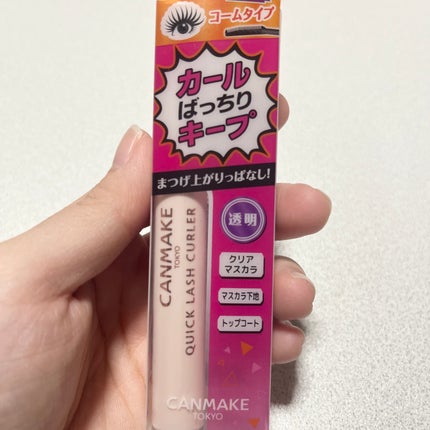 コームタイプ
カール
ばっちり
キープ
まつげ上がりっぱなし!
透明
クリア
マスカラ
マスカラ下地
トップコート
CANMAKE
TOKYO
QUICK LASH CURLER
CANMAKE
TOKYO